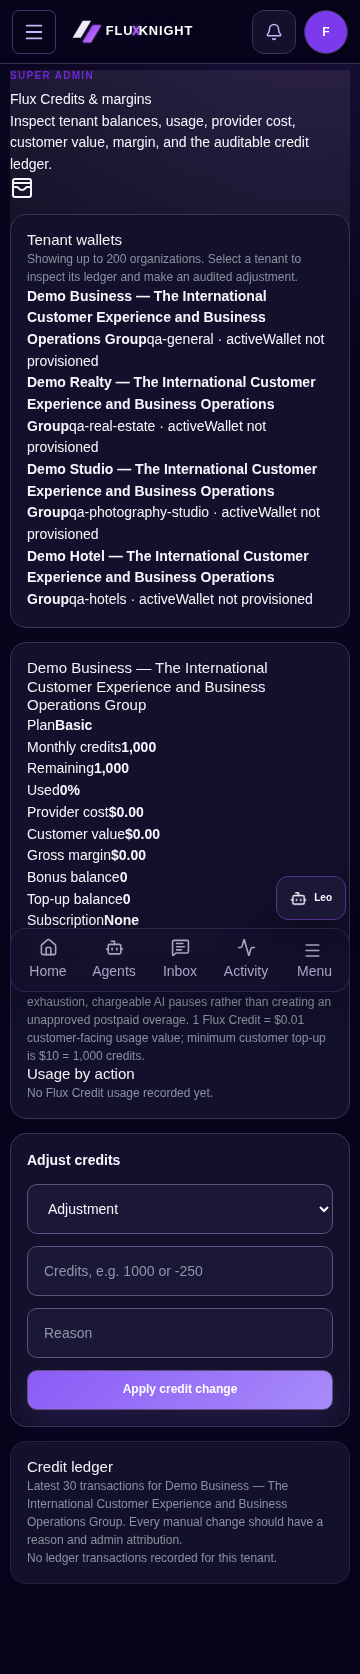 FLUXKNIGHT
F
SUPER ADMIN
Flux Credits & margins
Inspect tenant balances, usage, provider cost,
customer value, margin, and the auditable credit
ledger.
Tenant wallets
Showing up to 200 organizations. Select a tenant to
inspect its ledger and make an audited adjustment.
Demo Business — The International
Customer Experience and Business
Operations Groupqa-general · activeWallet not
provisioned
Demo Realty — The International Customer
Experience and Business Operations
Groupqa-real-estate · activeWallet not
provisioned
Demo Studio — The International Customer
Experience and Business Operations
Groupqa-photography-studio · activeWallet not
provisioned
Demo Hotel — The International Customer
Experience and Business Operations
Groupqa-hotels · activeWallet not provisioned
Demo Business — The International
Customer Experience and Business
Operations Group
PlanBasic
Monthly credits1,000
Remaining1,000
Used0%
Provider cost$0.00
Customer value$0.00
Gross margin$0.00
Bonus balance0
Top-up balance0
SubscriptionNone
Leo
Home
Agents
Inbox
Activity
Menu
exhaustion, chargeable AI pauses rather than creating an
unapproved postpaid overage. 1 Flux Credit = $0.01
customer-facing usage value; minimum customer top-up
is $10 = 1,000 credits.
Usage by action
No Flux Credit usage recorded yet.
Adjust credits
Adjustment
Credits, e.g. 1000 or -250
Reason
Apply credit change
Credit ledger
Latest 30 transactions for Demo Business — The
International Customer Experience and Business
Operations Group. Every manual change should have a
reason and admin attribution.
No ledger transactions recorded for this tenant.